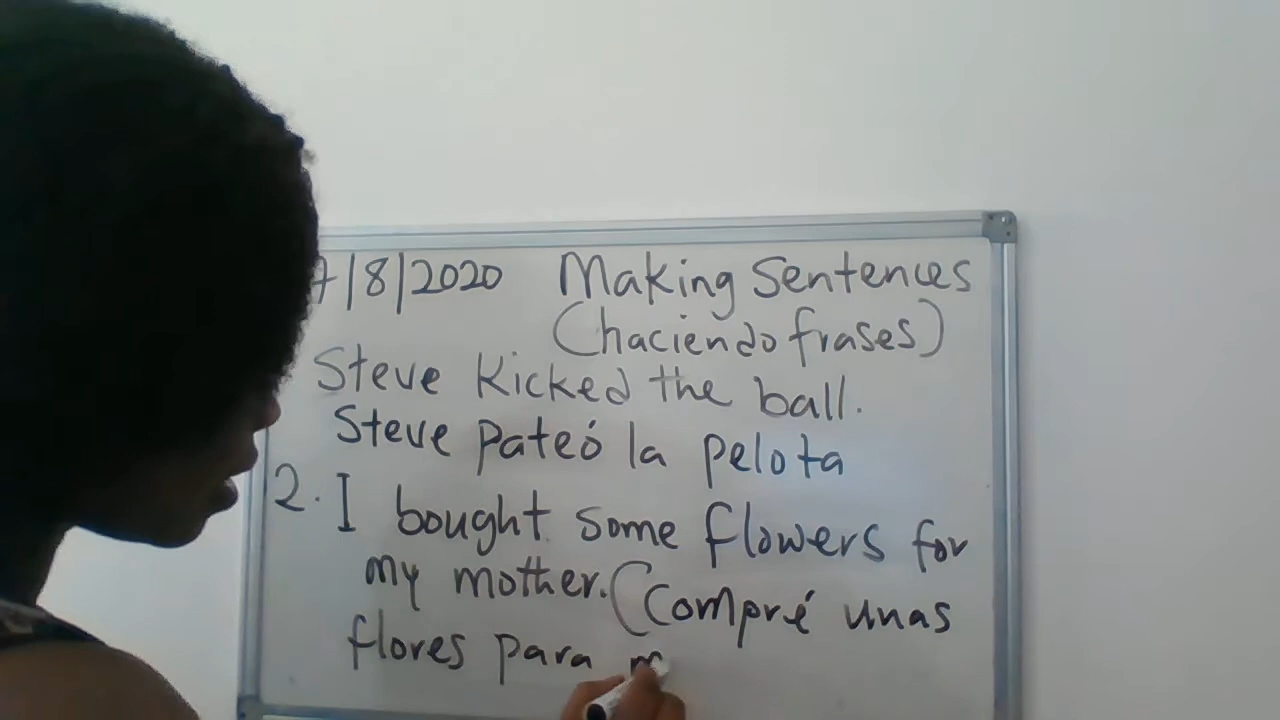 7/8/2020 Making Sentences
(haciendo frases)
Steve Kicked the ball.
Steve pateó la pelota
2. I bought some flowers for
my mother. (Compré unas
flores para m